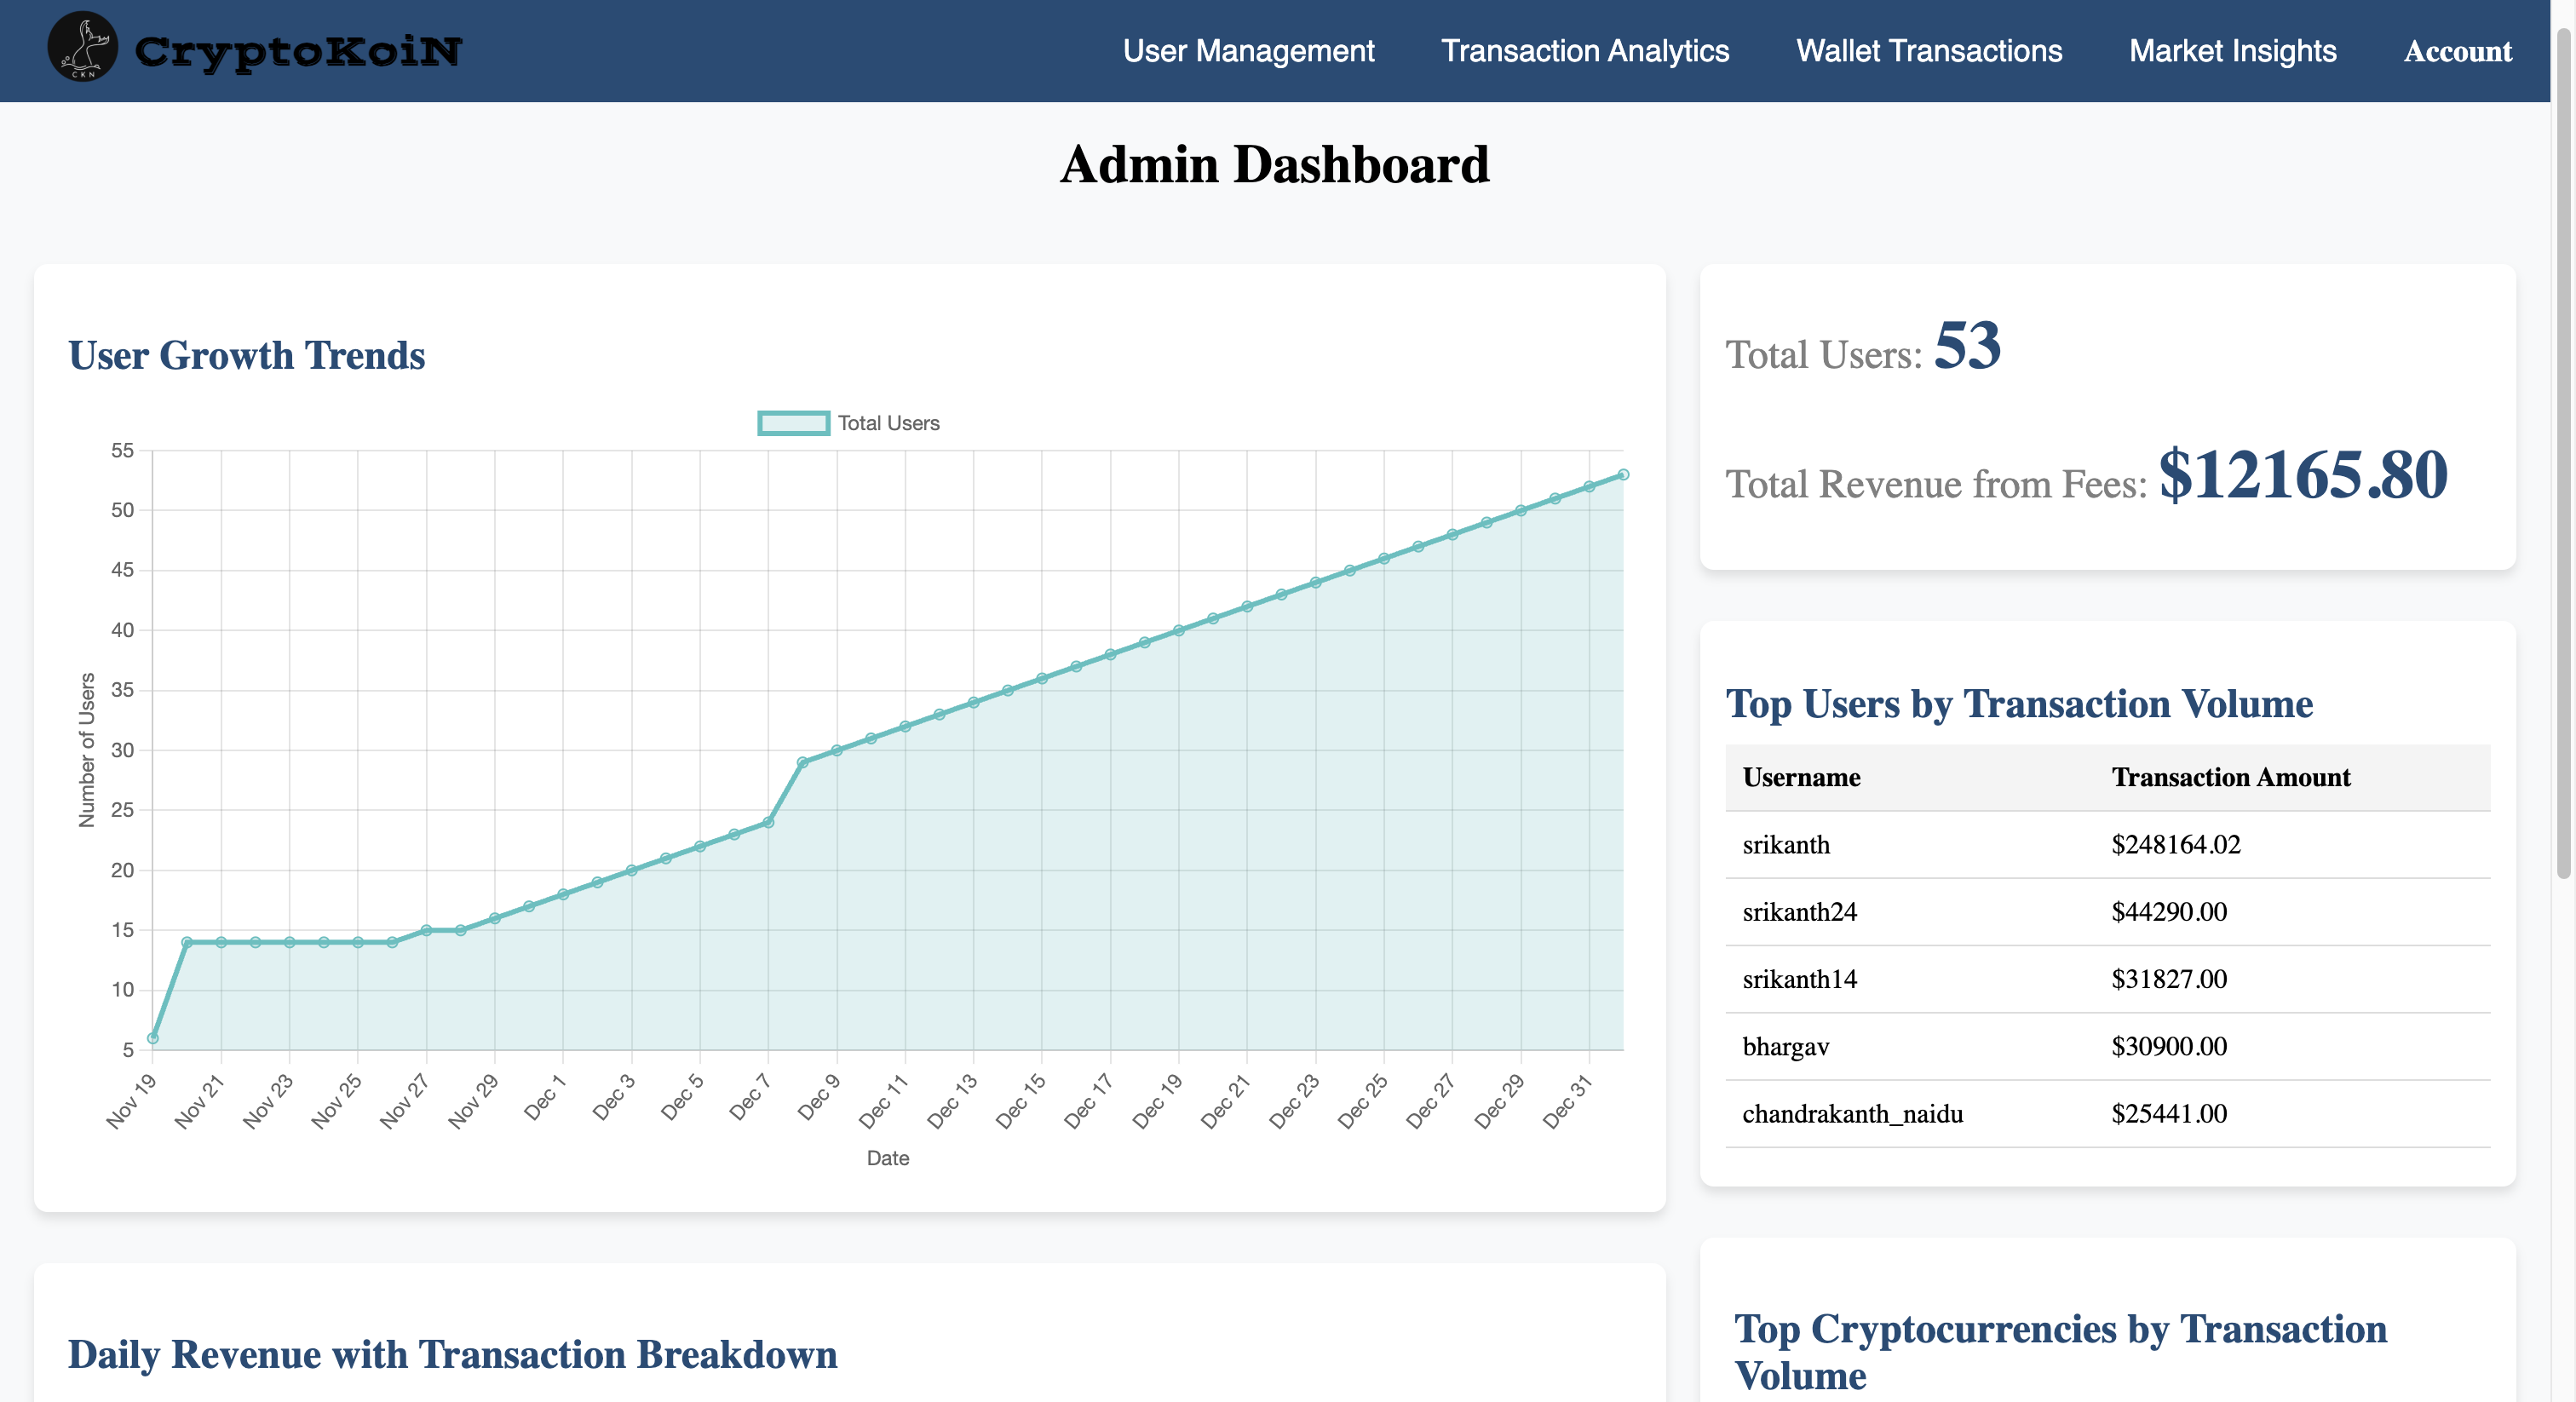 CKN
CryptoKoiN
User Management Transaction Analytics Wallet Transactions Market Insights Account
Admin Dashboard
User Growth Trends
Total Users
55
50
45
40
35
30
25
20
15
10
5
Number of Users
Nov 19 Nov 21 Nov 23 Nov 25 Nov 27 Nov 29 Dec 1 Dec 3 Dec 5 Dec 7 Dec 9 Dec 11 Dec 13 Dec 15 Dec 17 Dec 19 Dec 21 Dec 23 Dec 25 Dec 27 Dec 29 Dec 31
Date
Total Users: 53
Total Revenue from Fees: $12165.80
Top Users by Transaction Volume
Username Transaction Amount
srikanth $248164.02
srikanth24 $44290.00
srikanth14 $31827.00
bhargav $30900.00
chandrakanth_naidu $25441.00
Daily Revenue with Transaction Breakdown
Top Cryptocurrencies by Transaction
Volume